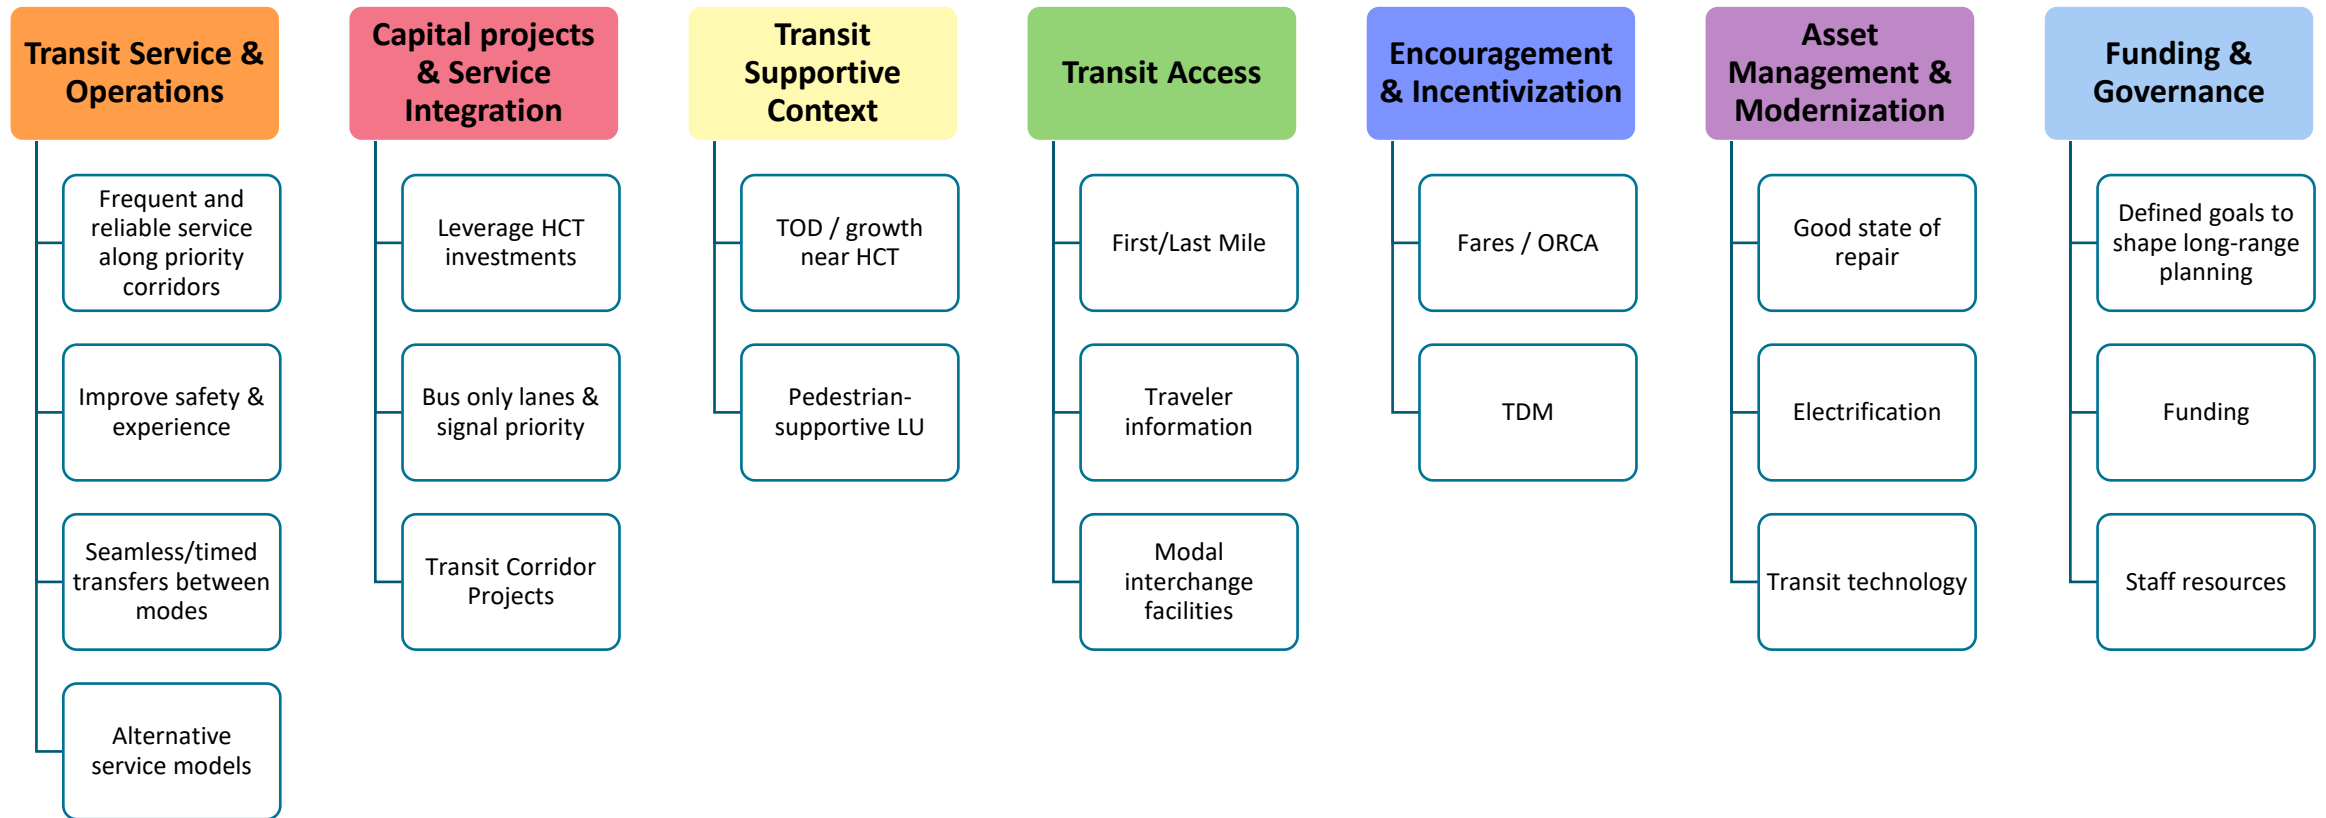 Transit Service &
Operations
Frequent and
reliable service
along priority
corridors
Improve safety &
experience
Seamless/timed
transfers between
modes
Alternative
service models
Capital projects
& Service
Integration
Leverage HCT
investments
Bus only lanes &
signal priority
Transit Corridor
Projects
Transit
Supportive
Context
TOD / growth
near HCT
Pedestrian-
supportive LU
Transit Access
First/Last Mile
Traveler
information
Modal
interchange
facilities
Encouragement
& Incentivization
Fares / ORCA
TDM
Asset
Management &
Modernization
Good state of
repair
Electrification
Transit technology
Funding &
Governance
Defined goals to
shape long-range
planning
Funding
Staff resources